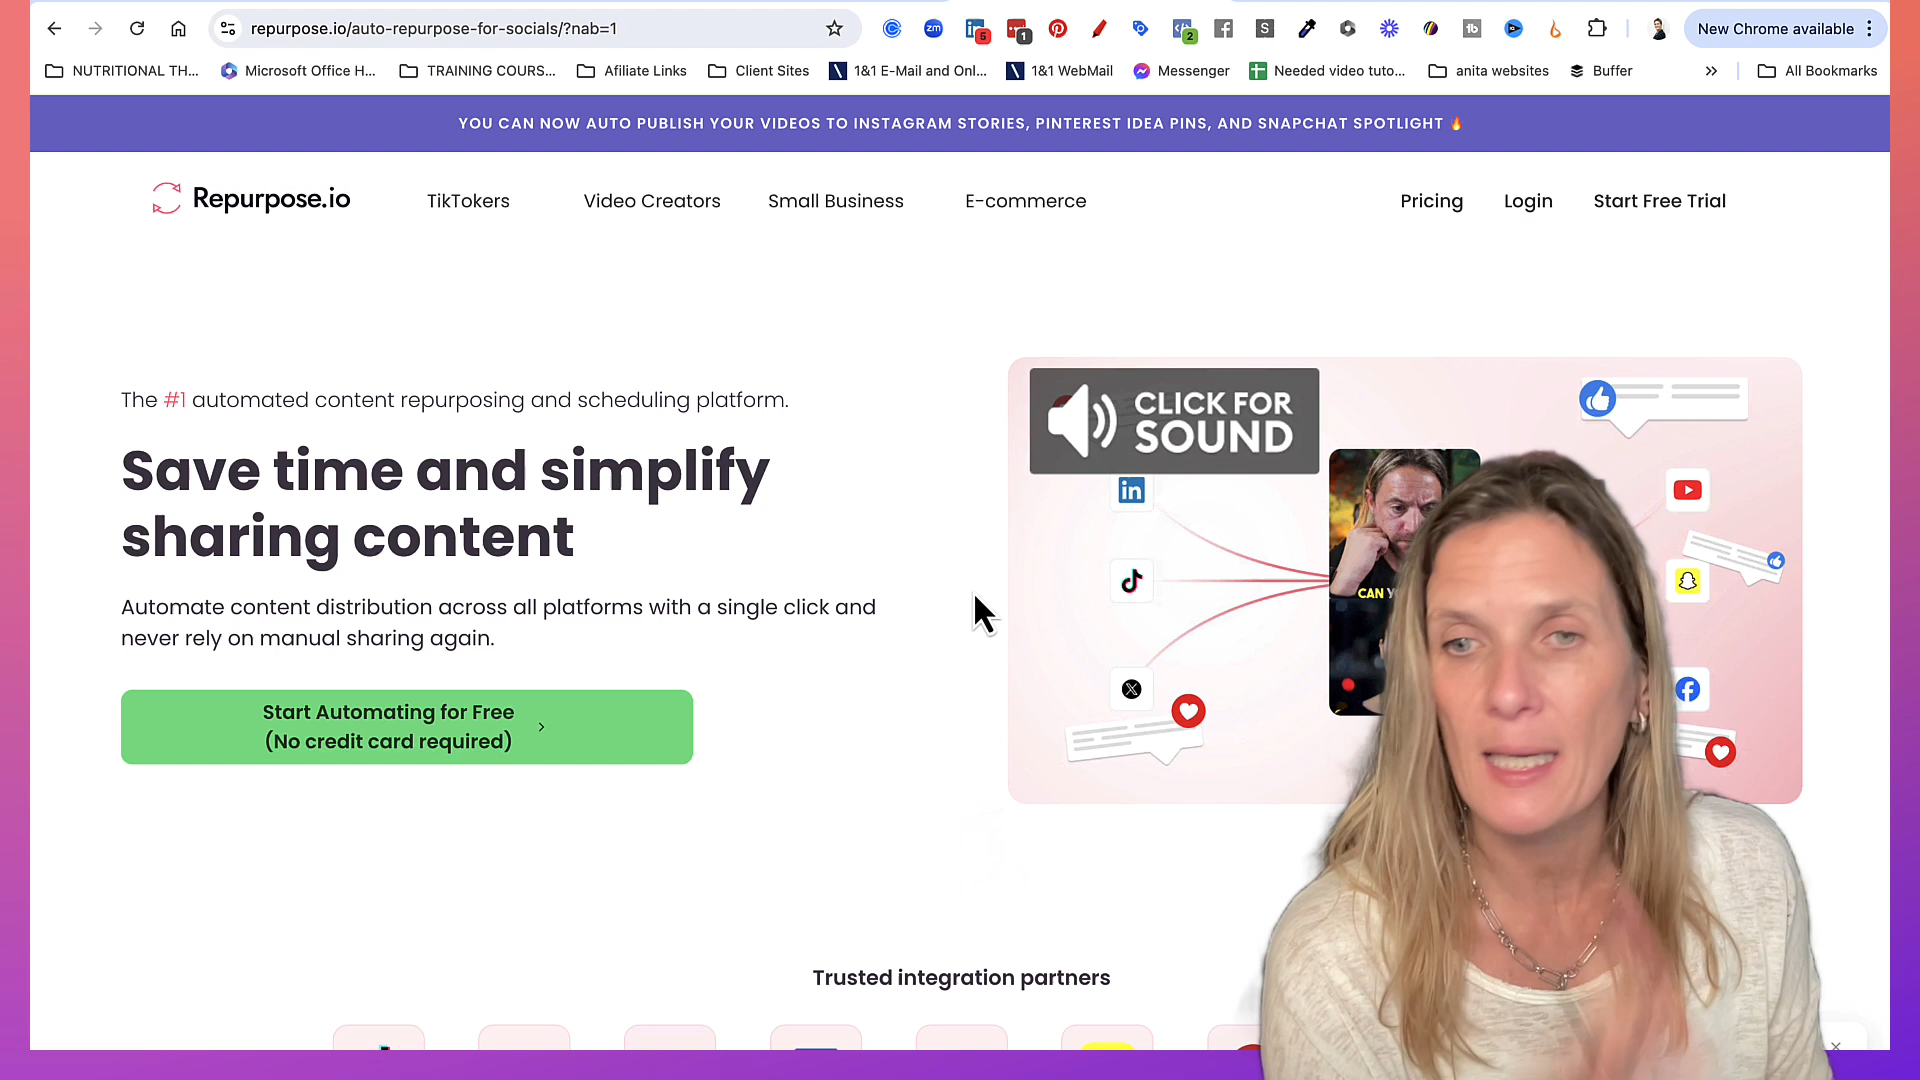 repurpose.io/auto-repurpose-for-socials/?nab=1
New Chrome available
NUTRITIONAL TH...
Microsoft Office H...
TRAINING COURS...
Afiliate Links
Client Sites
1&1 E-Mail and Onl...
1&1 WebMail
Messenger
Needed video tuto...
anita websites
Buffer
All Bookmarks
YOU CAN NOW AUTO PUBLISH YOUR VIDEOS TO INSTAGRAM STORIES, PINTEREST IDEA PINS, AND SNAPCHAT SPOTLIGHT 🔥
Repurpose.io
TikTokers
Video Creators
Small Business
E-commerce
Pricing
Login
Start Free Trial
The #1 automated content repurposing and scheduling platform.
Save time and simplify
sharing content
Automate content distribution across all platforms with a single click and
never rely on manual sharing again.
Start Automating for Free
(No credit card required)
CLICK FOR
SOUND
in
CAN
Trusted integration partners